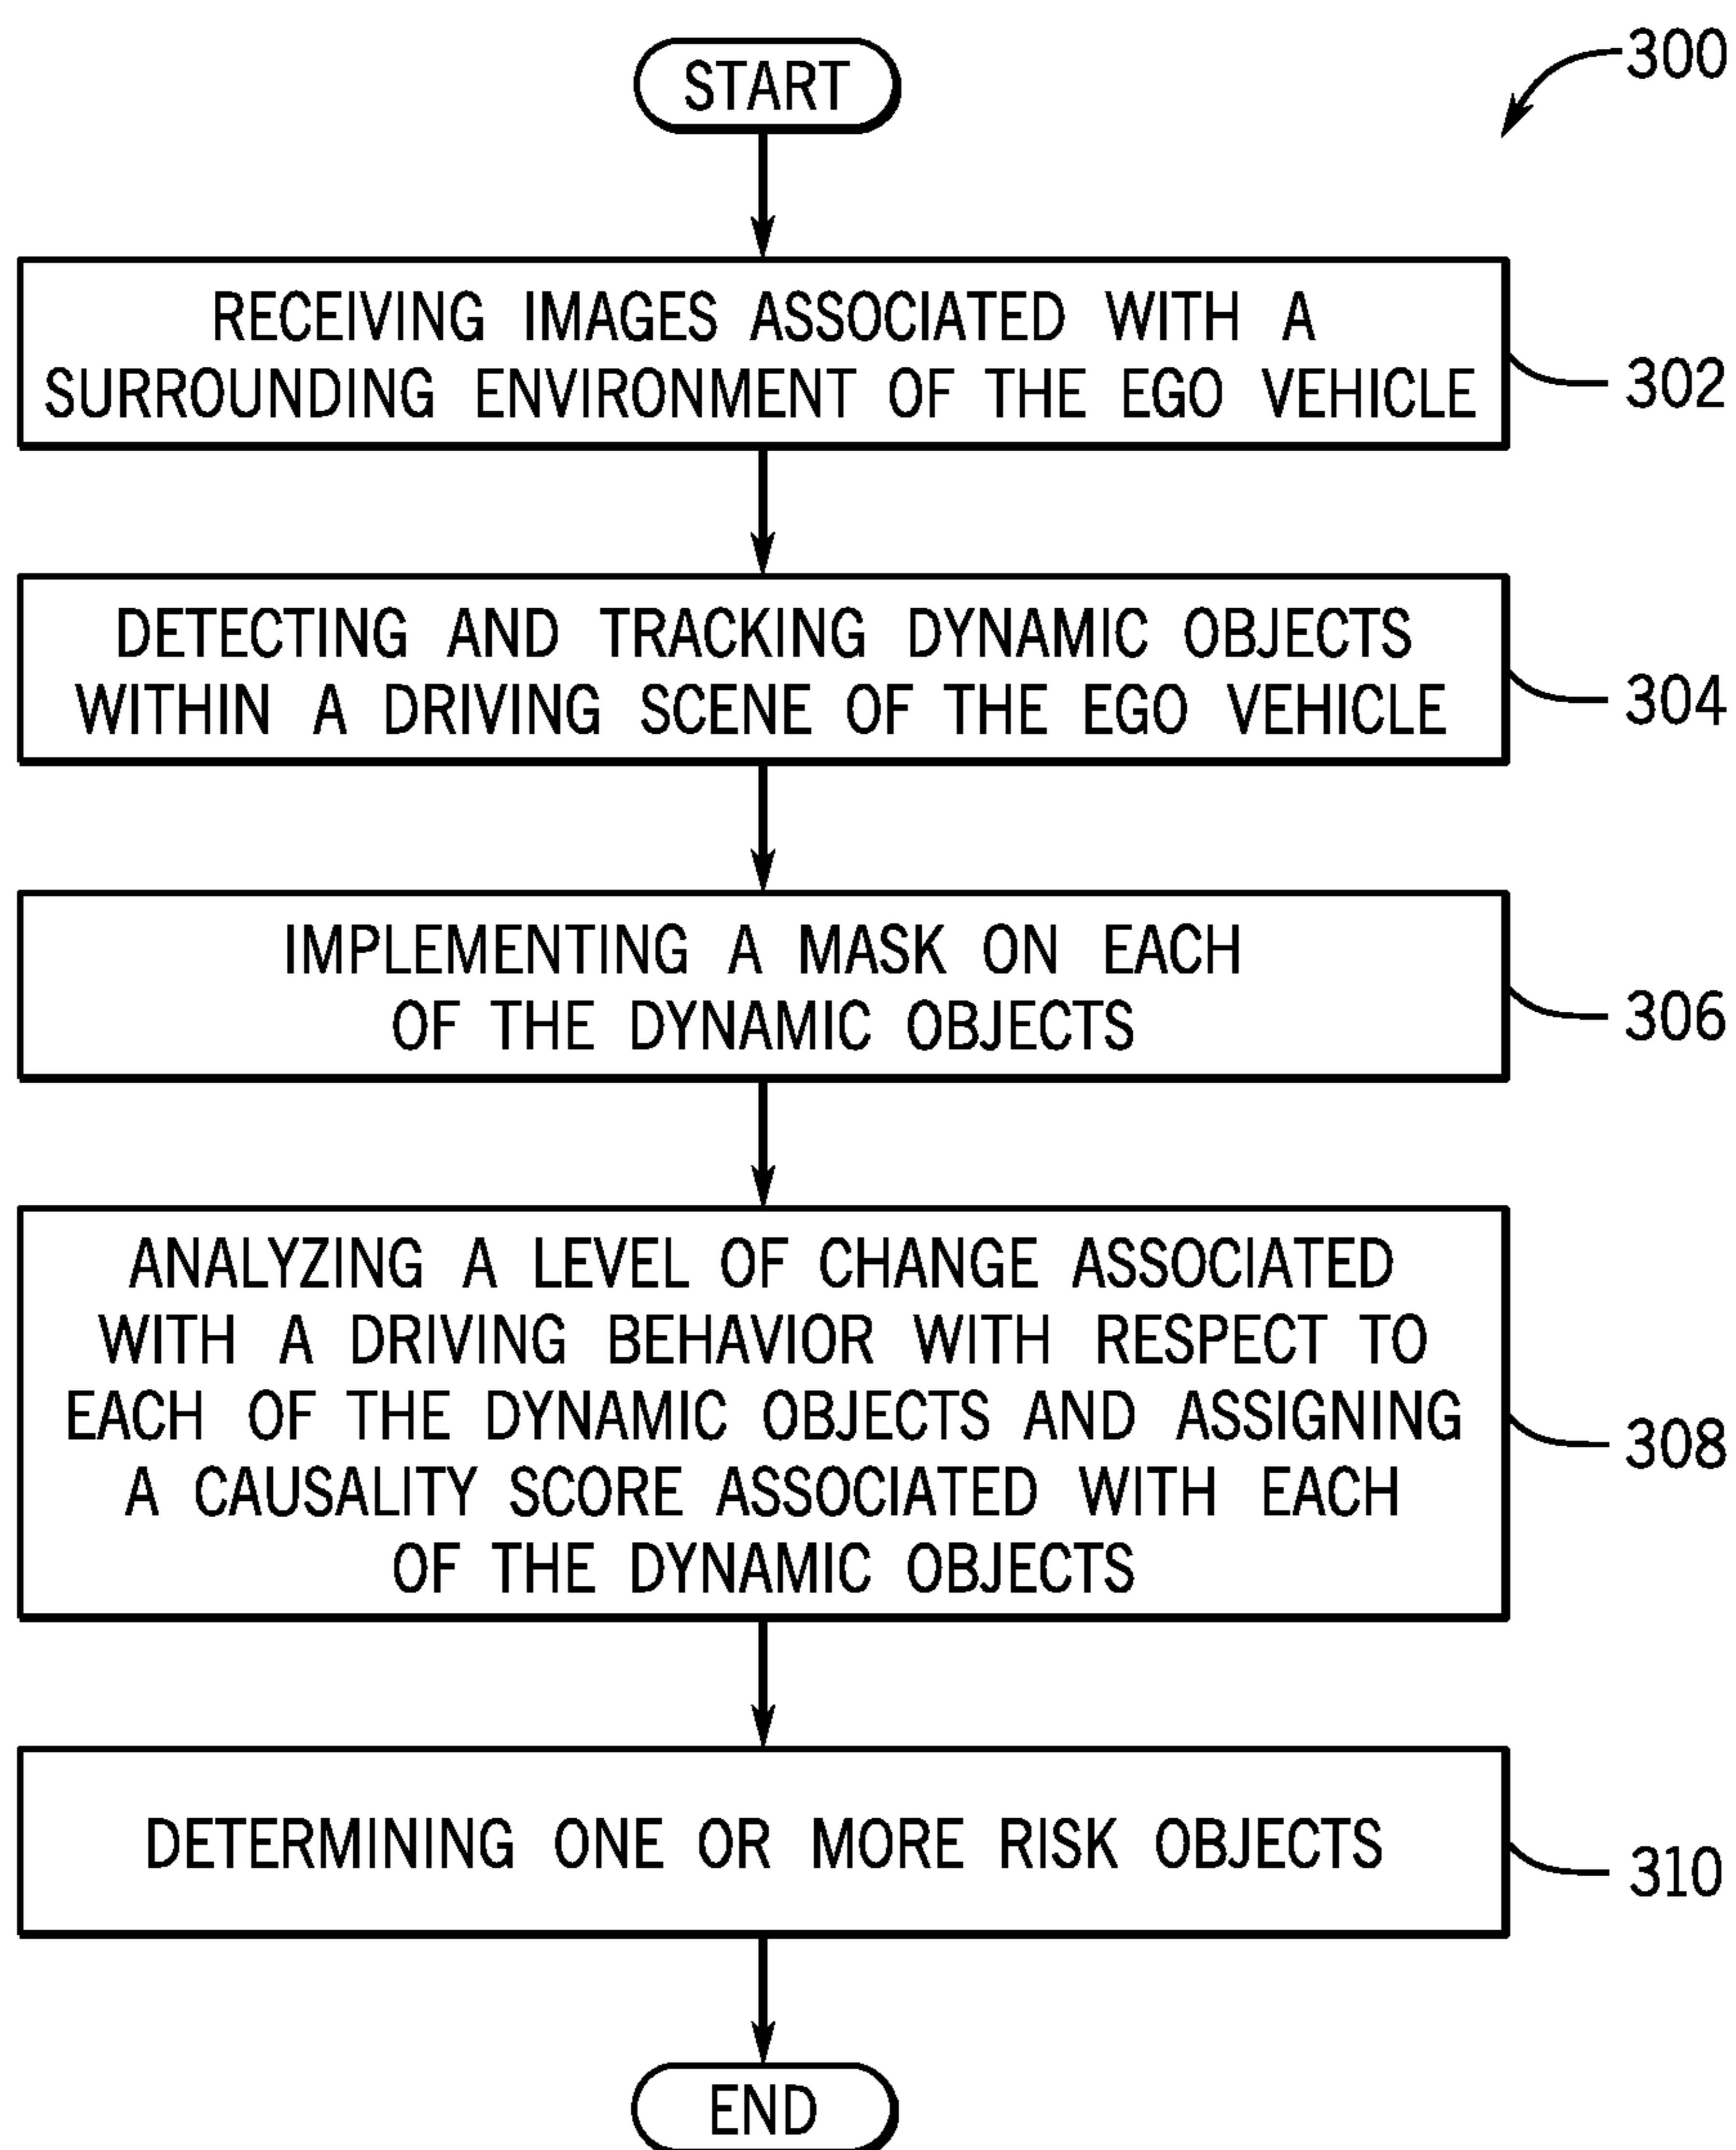 START
300
RECEIVING IMAGES ASSOCIATED WITH A
SURROUNDING ENVIRONMENT OF THE EGO VEHICLE
302
DETECTING AND TRACKING DYNAMIC OBJECTS
WITHIN A DRIVING SCENE OF THE EGO VEHICLE
304
IMPLEMENTING A MASK ON EACH
OF THE DYNAMIC OBJECTS
306
ANALYZING A LEVEL OF CHANGE ASSOCIATED
WITH A DRIVING BEHAVIOR WITH RESPECT TO
EACH OF THE DYNAMIC OBJECTS AND ASSIGNING
A CAUSALITY SCORE ASSOCIATED WITH EACH
OF THE DYNAMIC OBJECTS
308
DETERMINING ONE OR MORE RISK OBJECTS
310
END